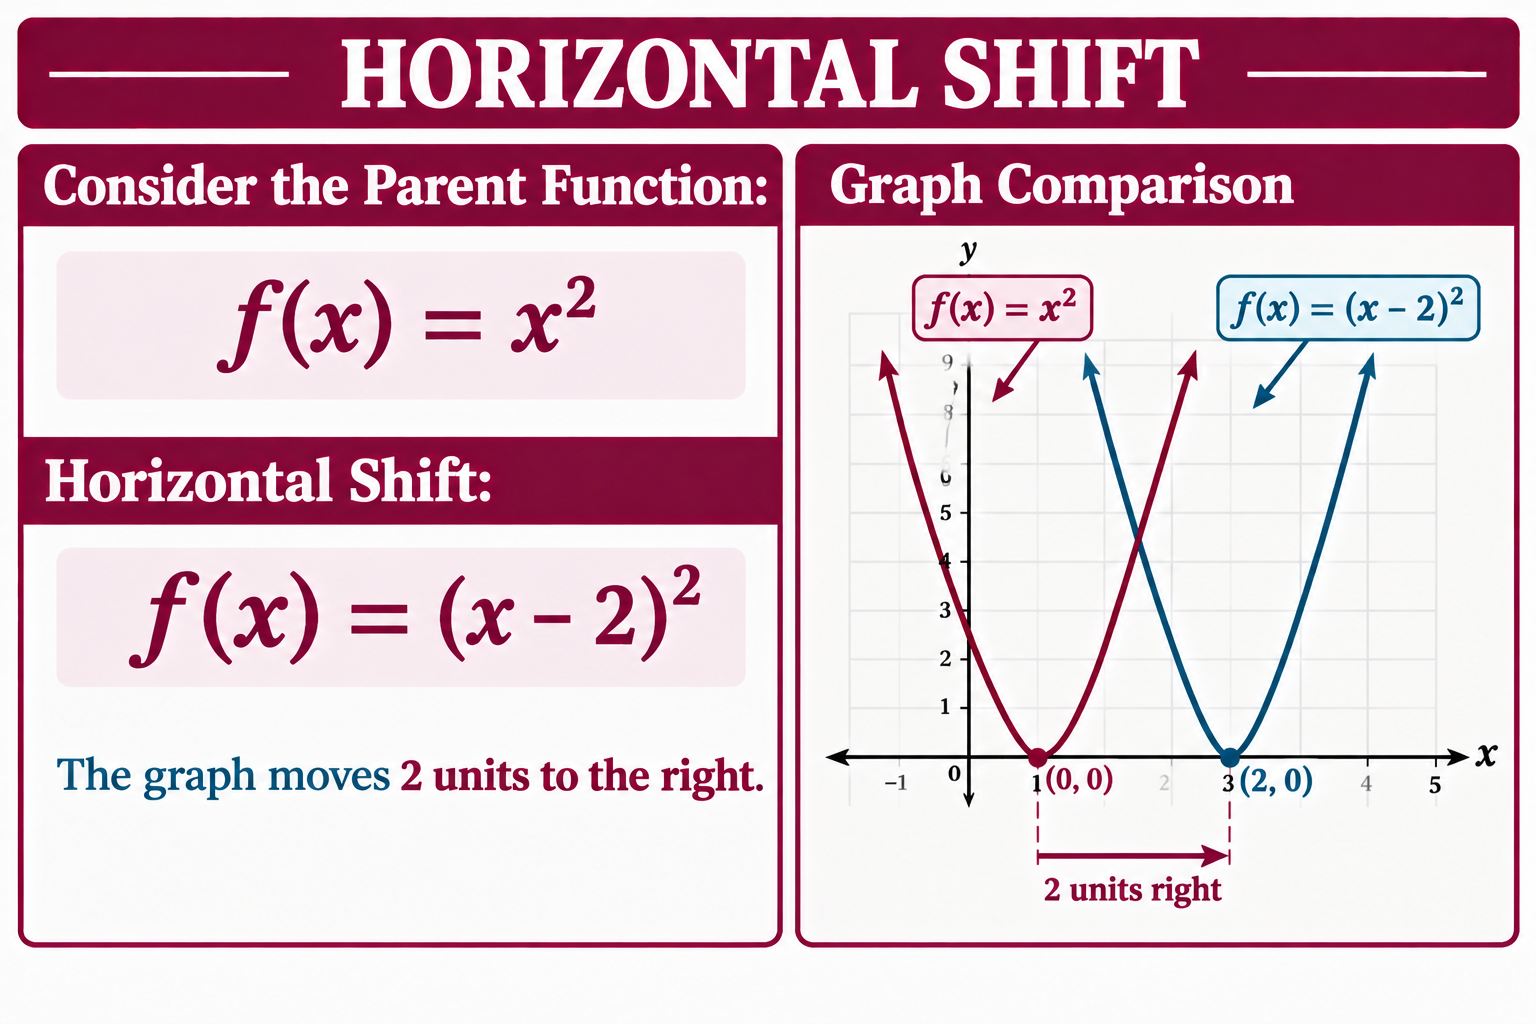 HORIZONTAL SHIFT
Consider the Parent Function:
f(x) = x²
Horizontal Shift:
f(x) = (x – 2)²
The graph moves 2 units to the right.
Graph Comparison
y
f(x) = x²
f(x) = (x – 2)²
9
8
5
4
3
2
1
x
–1 0 1 (0, 0) 2 3 (2, 0) 4 5
2 units right